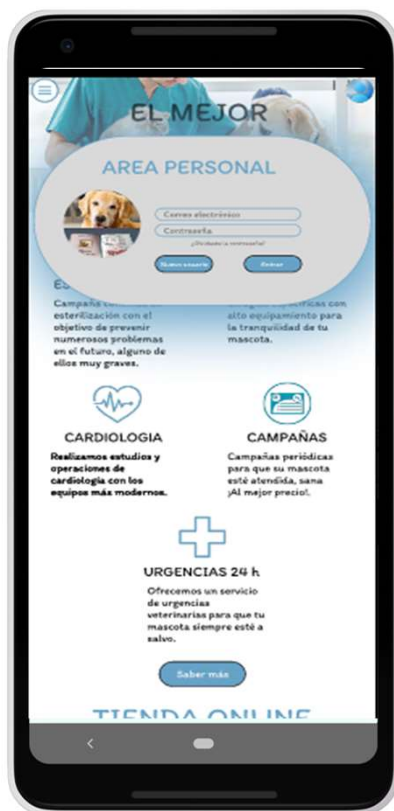 EL MEJOR
AREA PERSONAL
Correo electrónico
Contraseña
¿Olvidaste tu contraseña?
Nuevo usuario
Entrar
Campaña
esterilización con el
objetivo de prevenir
numerosos problemas
en el futuro, alguno de
ellos muy graves.
con
alto equipamiento para
la tranquilidad de tu
mascota.
CARDIOLOGIA
Realizamos estudios y
operaciones de
cardiología con los
equipos más modernos.
CAMPAÑAS
Campañas periódicas
para que su mascota
esté atendida, sana
¡Al mejor precio!.
URGENCIAS 24 h
Ofrecemos un servicio
de urgencias
veterinarias para que tu
mascota siempre esté a
salvo.
Saber más
TIENDA ONLINE